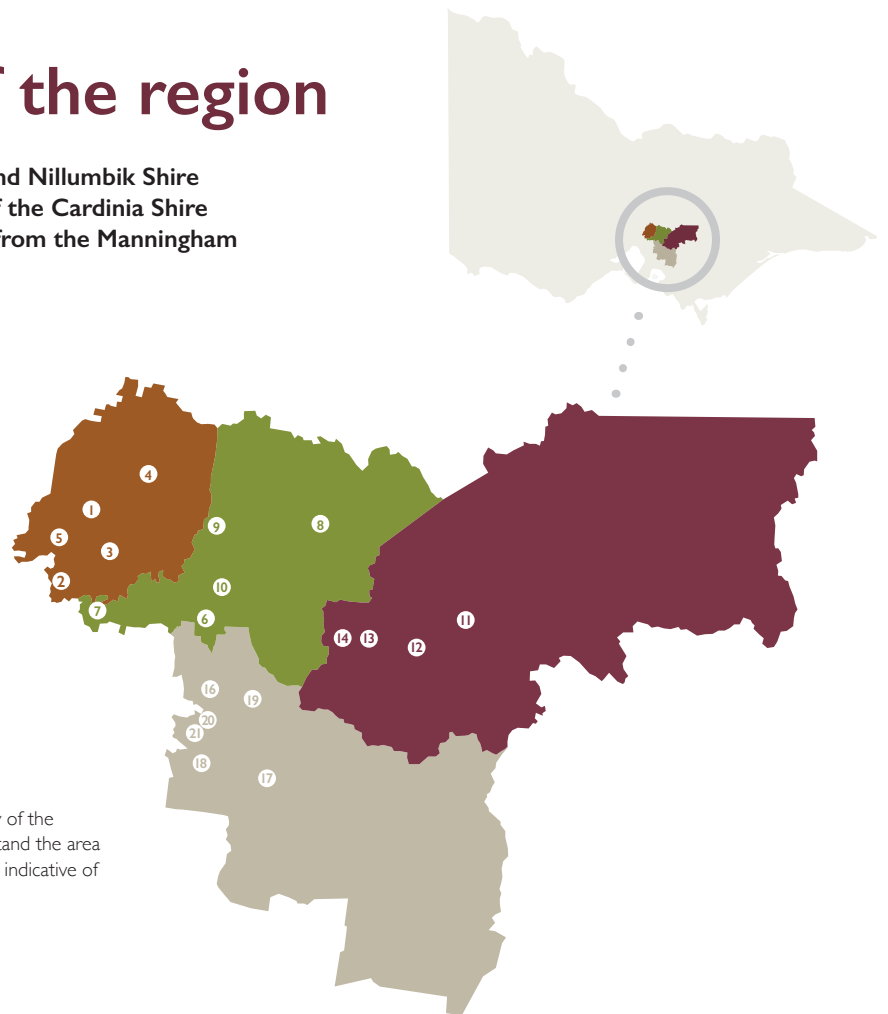 the region
nd Nillumbik Shire
the Cardinia Shire
from the Manningham
4
1
5
3
2
7
9
8
10
6
11
14
13
12
16
19
20
21
18
17
of the
tand the area
indicative of